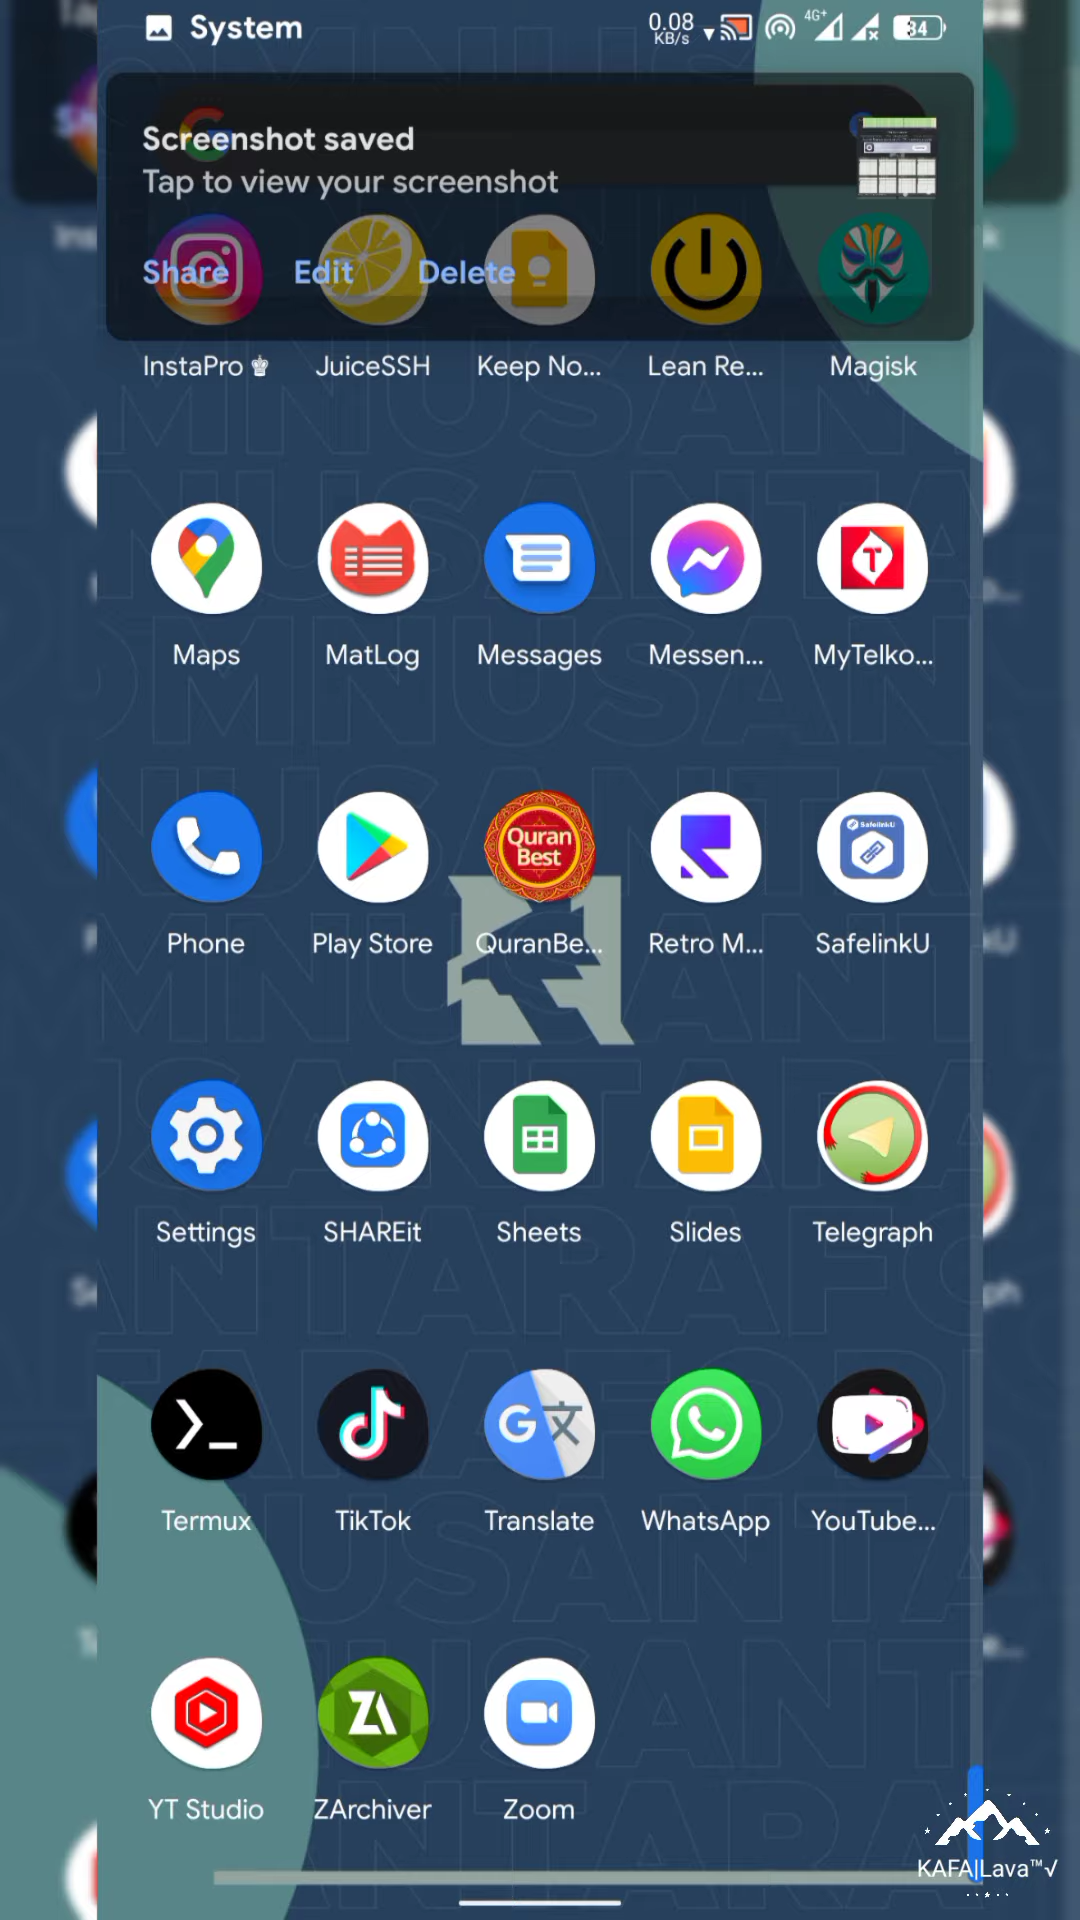 System
0.08
KB/s
4G+
34
Screenshot saved
Tap to view your screenshot
Share Edit Delete
InstaPro ♚ JuiceSSH Keep No... Lean Re... Magisk
Maps MatLog Messages Messen... MyTelko...
Quran
Best
SafelinkU
Phone Play Store QuranBe... Retro M... SafelinkU
Settings SHAREit Sheets Slides Telegraph
Termux TikTok Translate WhatsApp YouTube...
YT Studio ZArchiver Zoom
KAFA|Lava™√